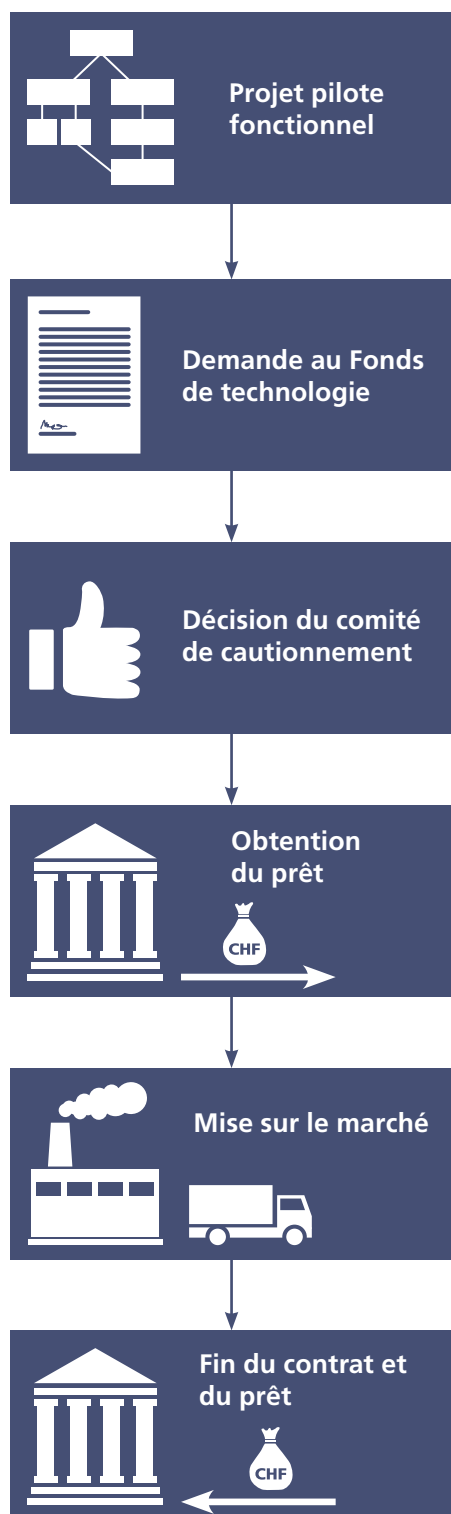 Projet pilote
fonctionnel
Demande au Fonds
de technologie
Décision du comité
de cautionnement
Obtention
du prêt
CHF
Mise sur le marché
Fin du contrat et
du prêt
CHF